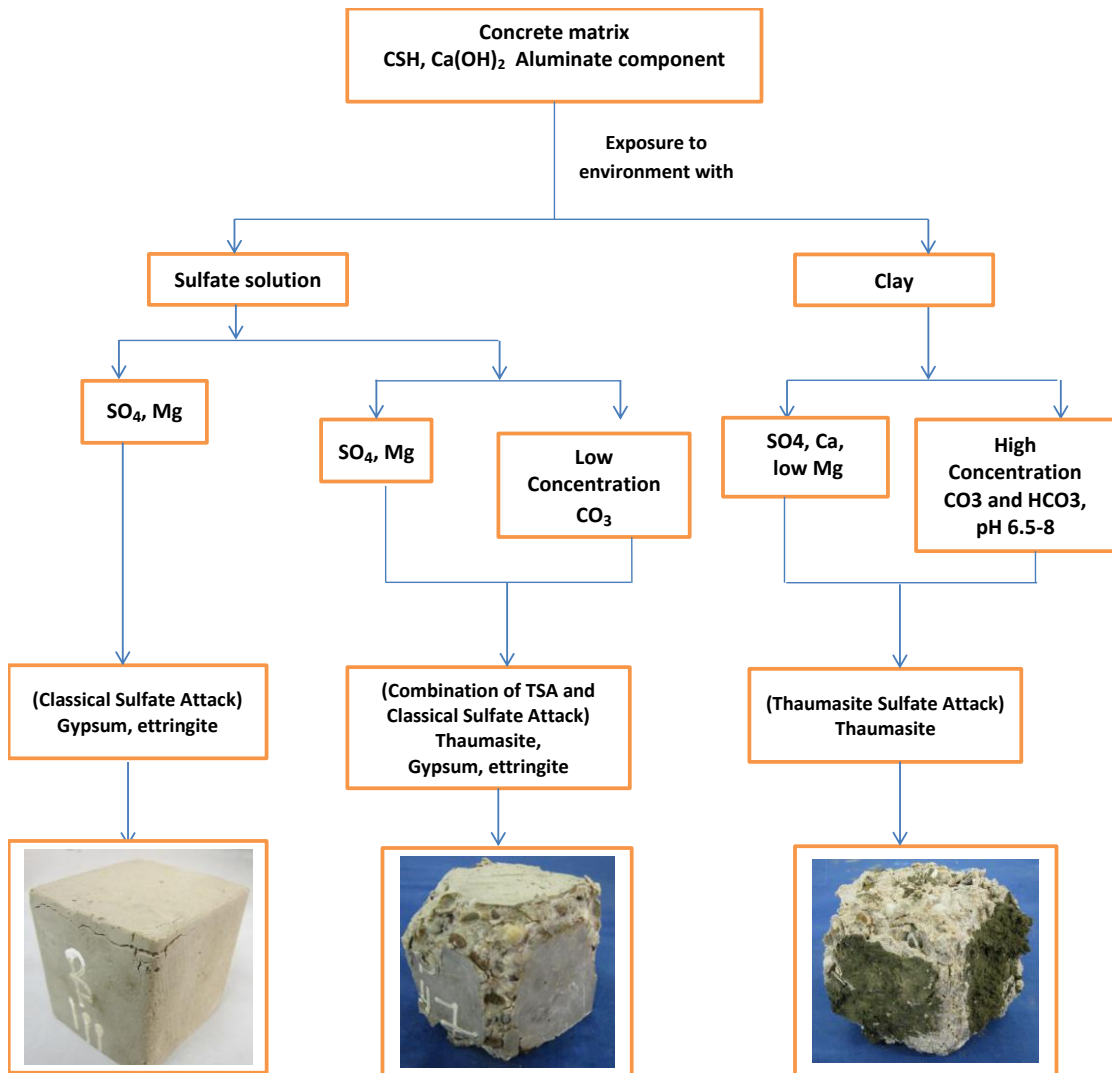 Concrete matrix
CSH, Ca(OH)₂ Aluminate component
Exposure to
environment with
Sulfate solution
Clay
SO₄, Mg
SO₄, Mg
Low
Concentration
CO₃
SO4, Ca,
low Mg
High
Concentration
CO3 and HCO3,
pH 6.5-8
(Classical Sulfate Attack)
Gypsum, ettringite
(Combination of TSA and
Classical Sulfate Attack)
Thaumasite,
Gypsum, ettringite
(Thaumasite Sulfate Attack)
Thaumasite